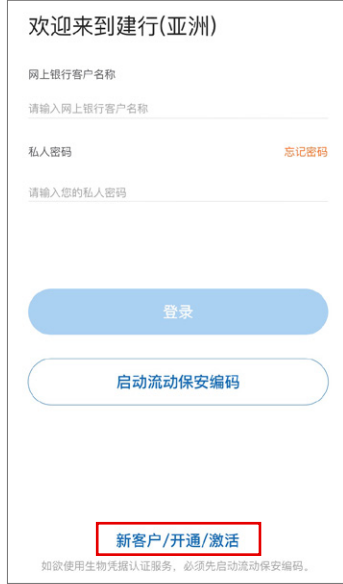 欢迎来到建行(亚洲)
网上银行客户名称
请输入网上银行客户名称
私人密码 忘记密码
请输入您的私人密码
登录
启动流动保安编码
新客户/开通/激活
如欲使用生物凭据认证服务，必须先启动流动保安编码。